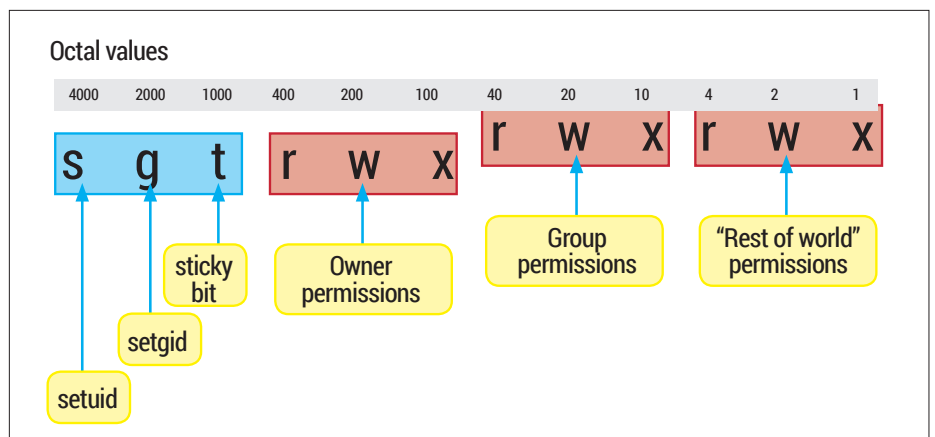 Octal values
4000 2000 1000 400 200 100 40 20 10 4 2 1
s g t r w x r w x r w x
sticky
bit
Owner
permissions
Group
permissions
“Rest of world”
permissions
setgid
setuid